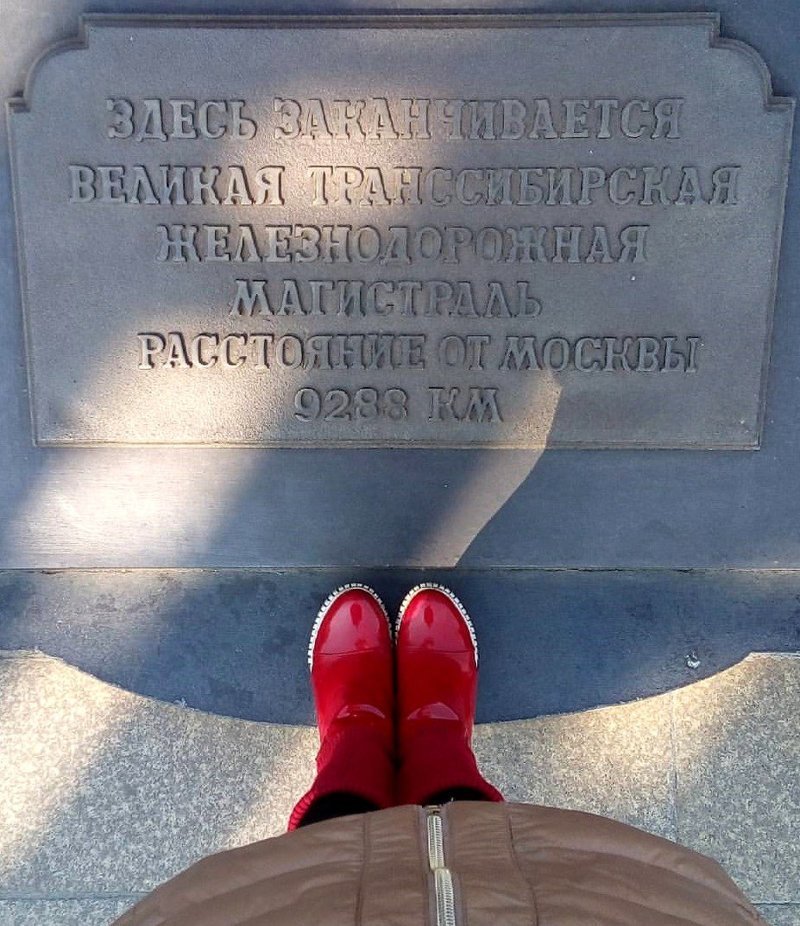 ЗДЕСЬ ЗАКАНЧИВАЕТСЯ
ВЕЛИКАЯ ТРАНССИБИРСКАЯ
ЖЕЛЕЗНОДОРОЖНАЯ
МАГИСТРАЛЬ
РАССТОЯНИЕ ОТ МОСКВЫ
9288 КМ